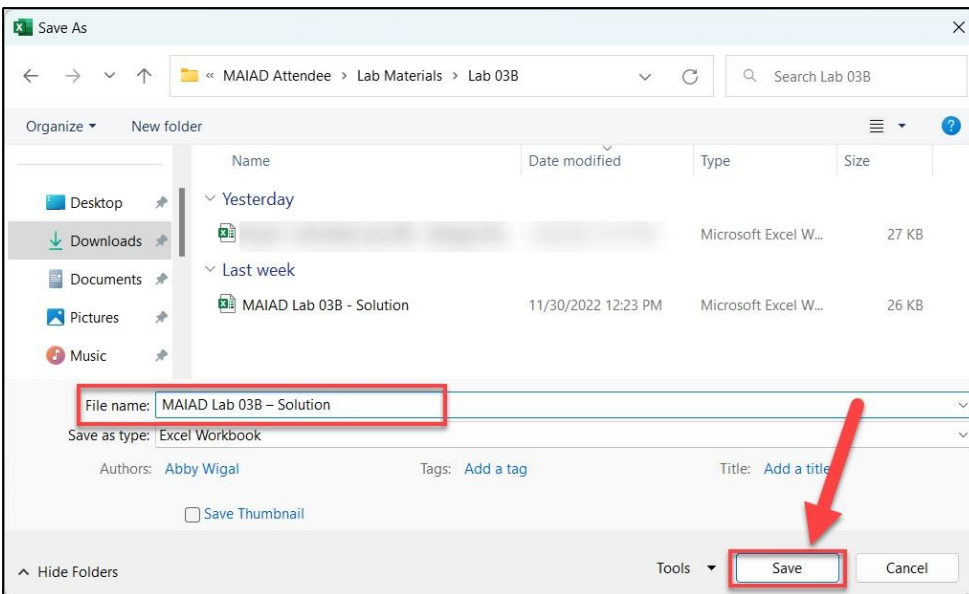 Save As
« MAIAD Attendee > Lab Materials > Lab 03B
Search Lab 03B
Organize New folder
Name Date modified Type Size
Desktop
Downloads
Documents
Pictures
Music
Yesterday
Microsoft Excel W... 27 KB
Last week
MAIAD Lab 03B - Solution 11/30/2022 12:23 PM Microsoft Excel W... 26 KB
File name: MAIAD Lab 03B – Solution
Save as type: Excel Workbook
Authors: Abby Wigal Tags: Add a tag Title: Add a title
Save Thumbnail
Hide Folders Tools Save Cancel